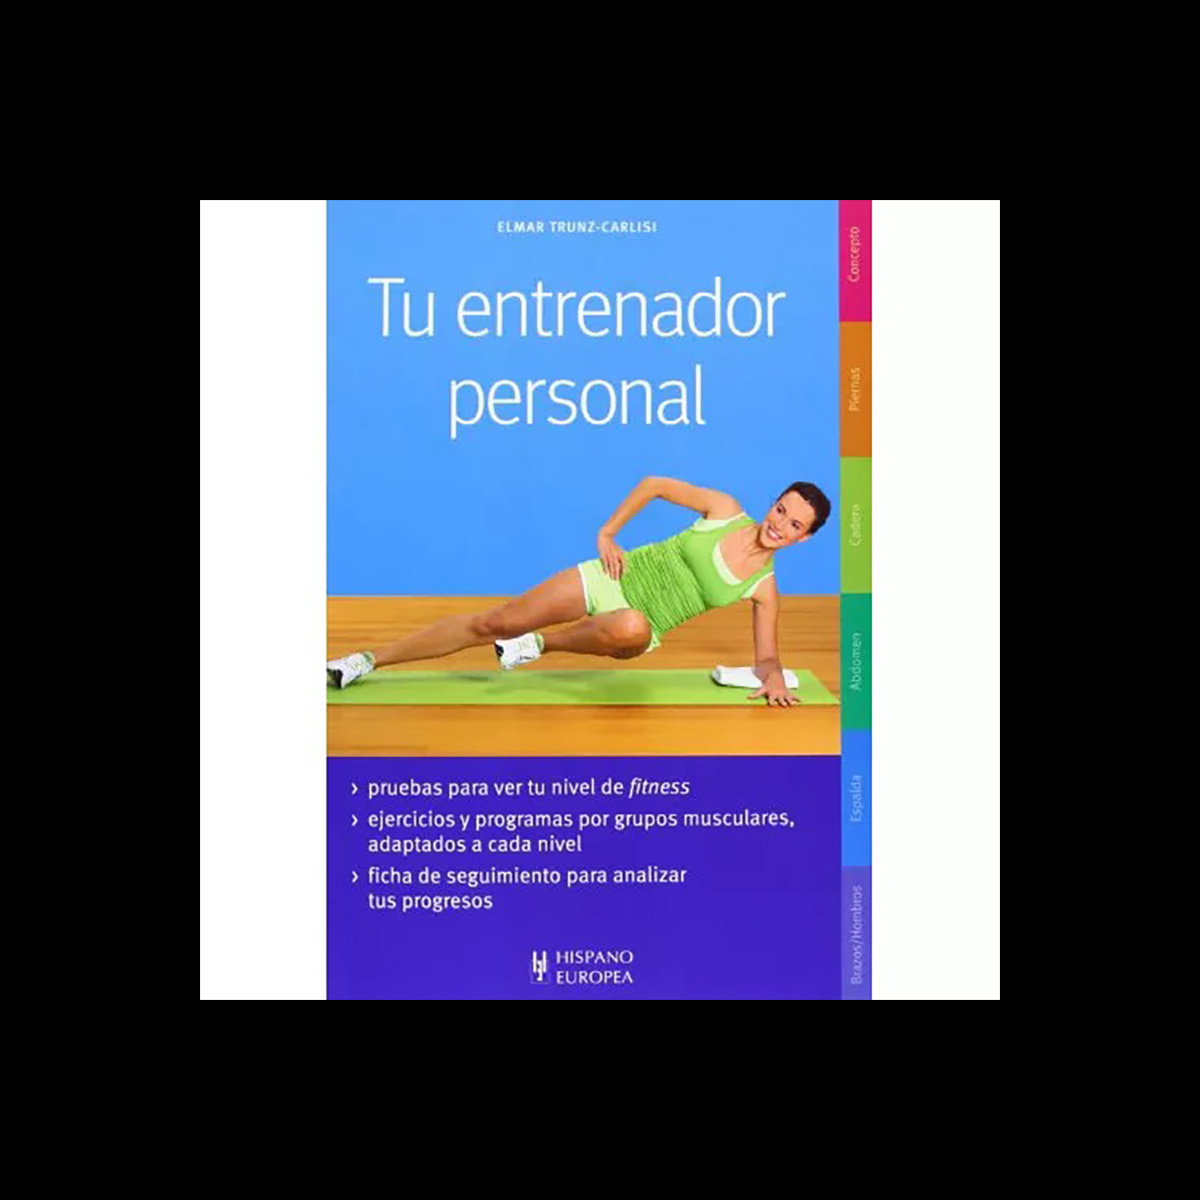 ELMAR TRUNZ-CARLISI
Tu entrenador
personal
Concepto
Piernas
Cadera
Abdomen
Espalda
Brazos/Hombros
› pruebas para ver tu nivel de fitness
› ejercicios y programas por grupos musculares,
adaptados a cada nivel
› ficha de seguimiento para analizar
tus progresos
HISPANO
EUROPEA